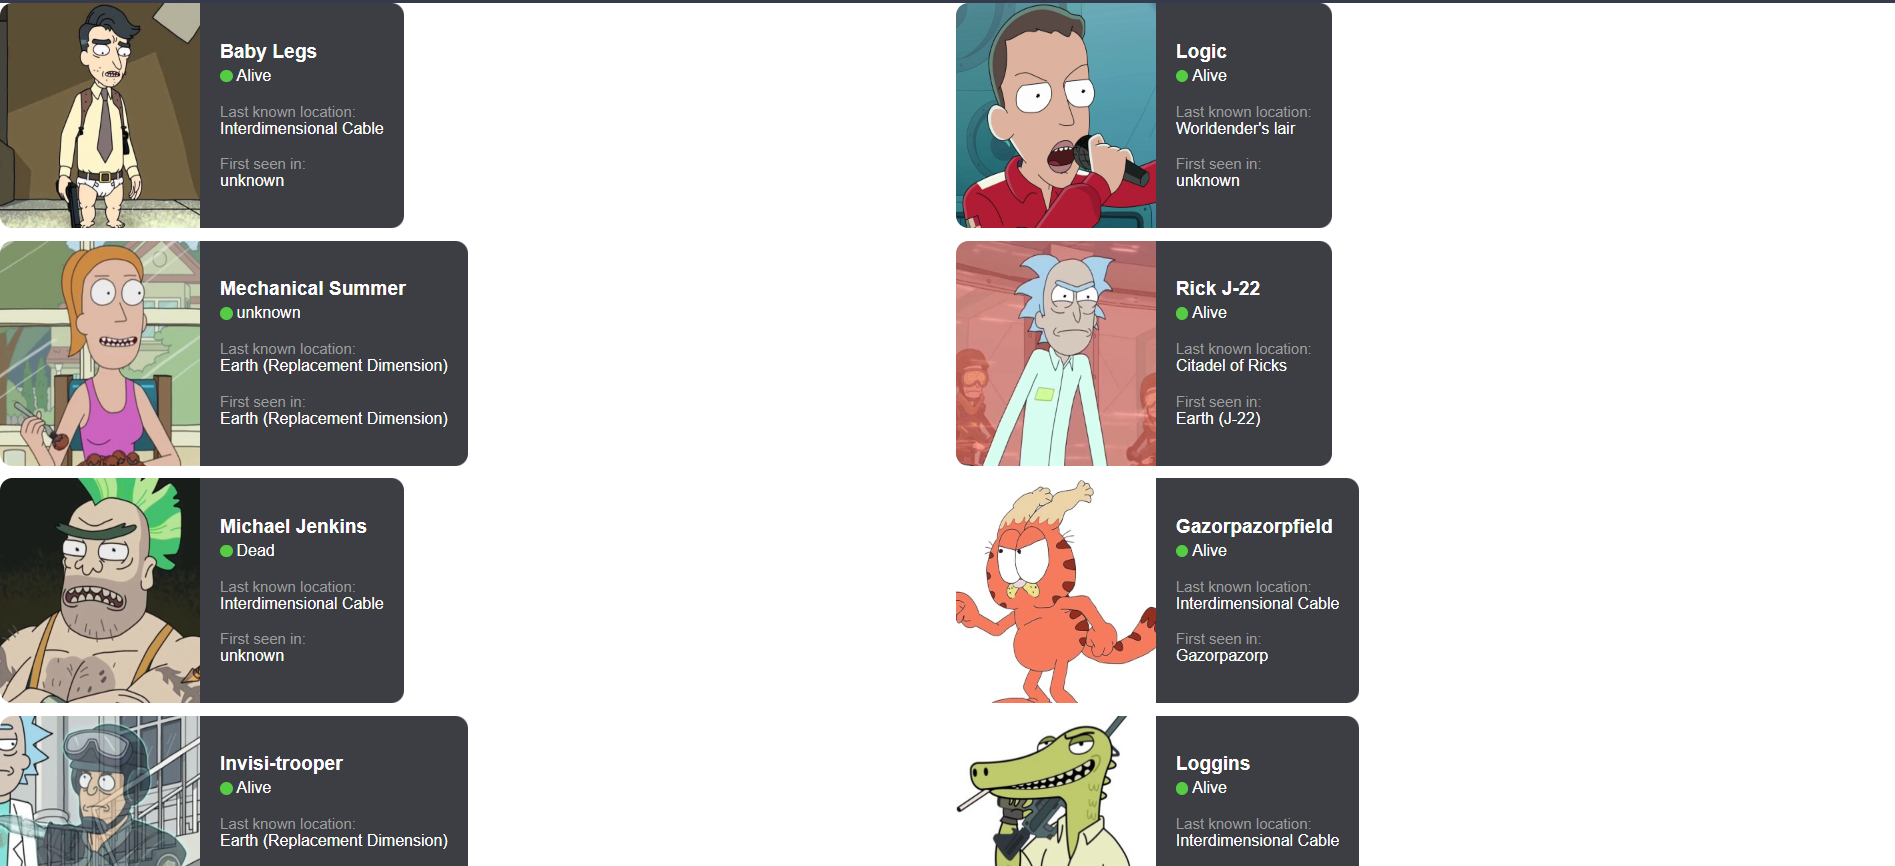 Baby Legs
Alive
Last known location:
Interdimensional Cable
First seen in:
unknown
Logic
Alive
Last known location:
Worldender's lair
First seen in:
unknown
Mechanical Summer
unknown
Last known location:
Earth (Replacement Dimension)
First seen in:
Earth (Replacement Dimension)
Rick J-22
Alive
Last known location:
Citadel of Ricks
First seen in:
Earth (J-22)
Michael Jenkins
Dead
Last known location:
Interdimensional Cable
First seen in:
unknown
Gazorpazorpfield
Alive
Last known location:
Interdimensional Cable
First seen in:
Gazorpazorp
Invisi-trooper
Alive
Last known location:
Earth (Replacement Dimension)
Loggins
Alive
Last known location:
Interdimensional Cable